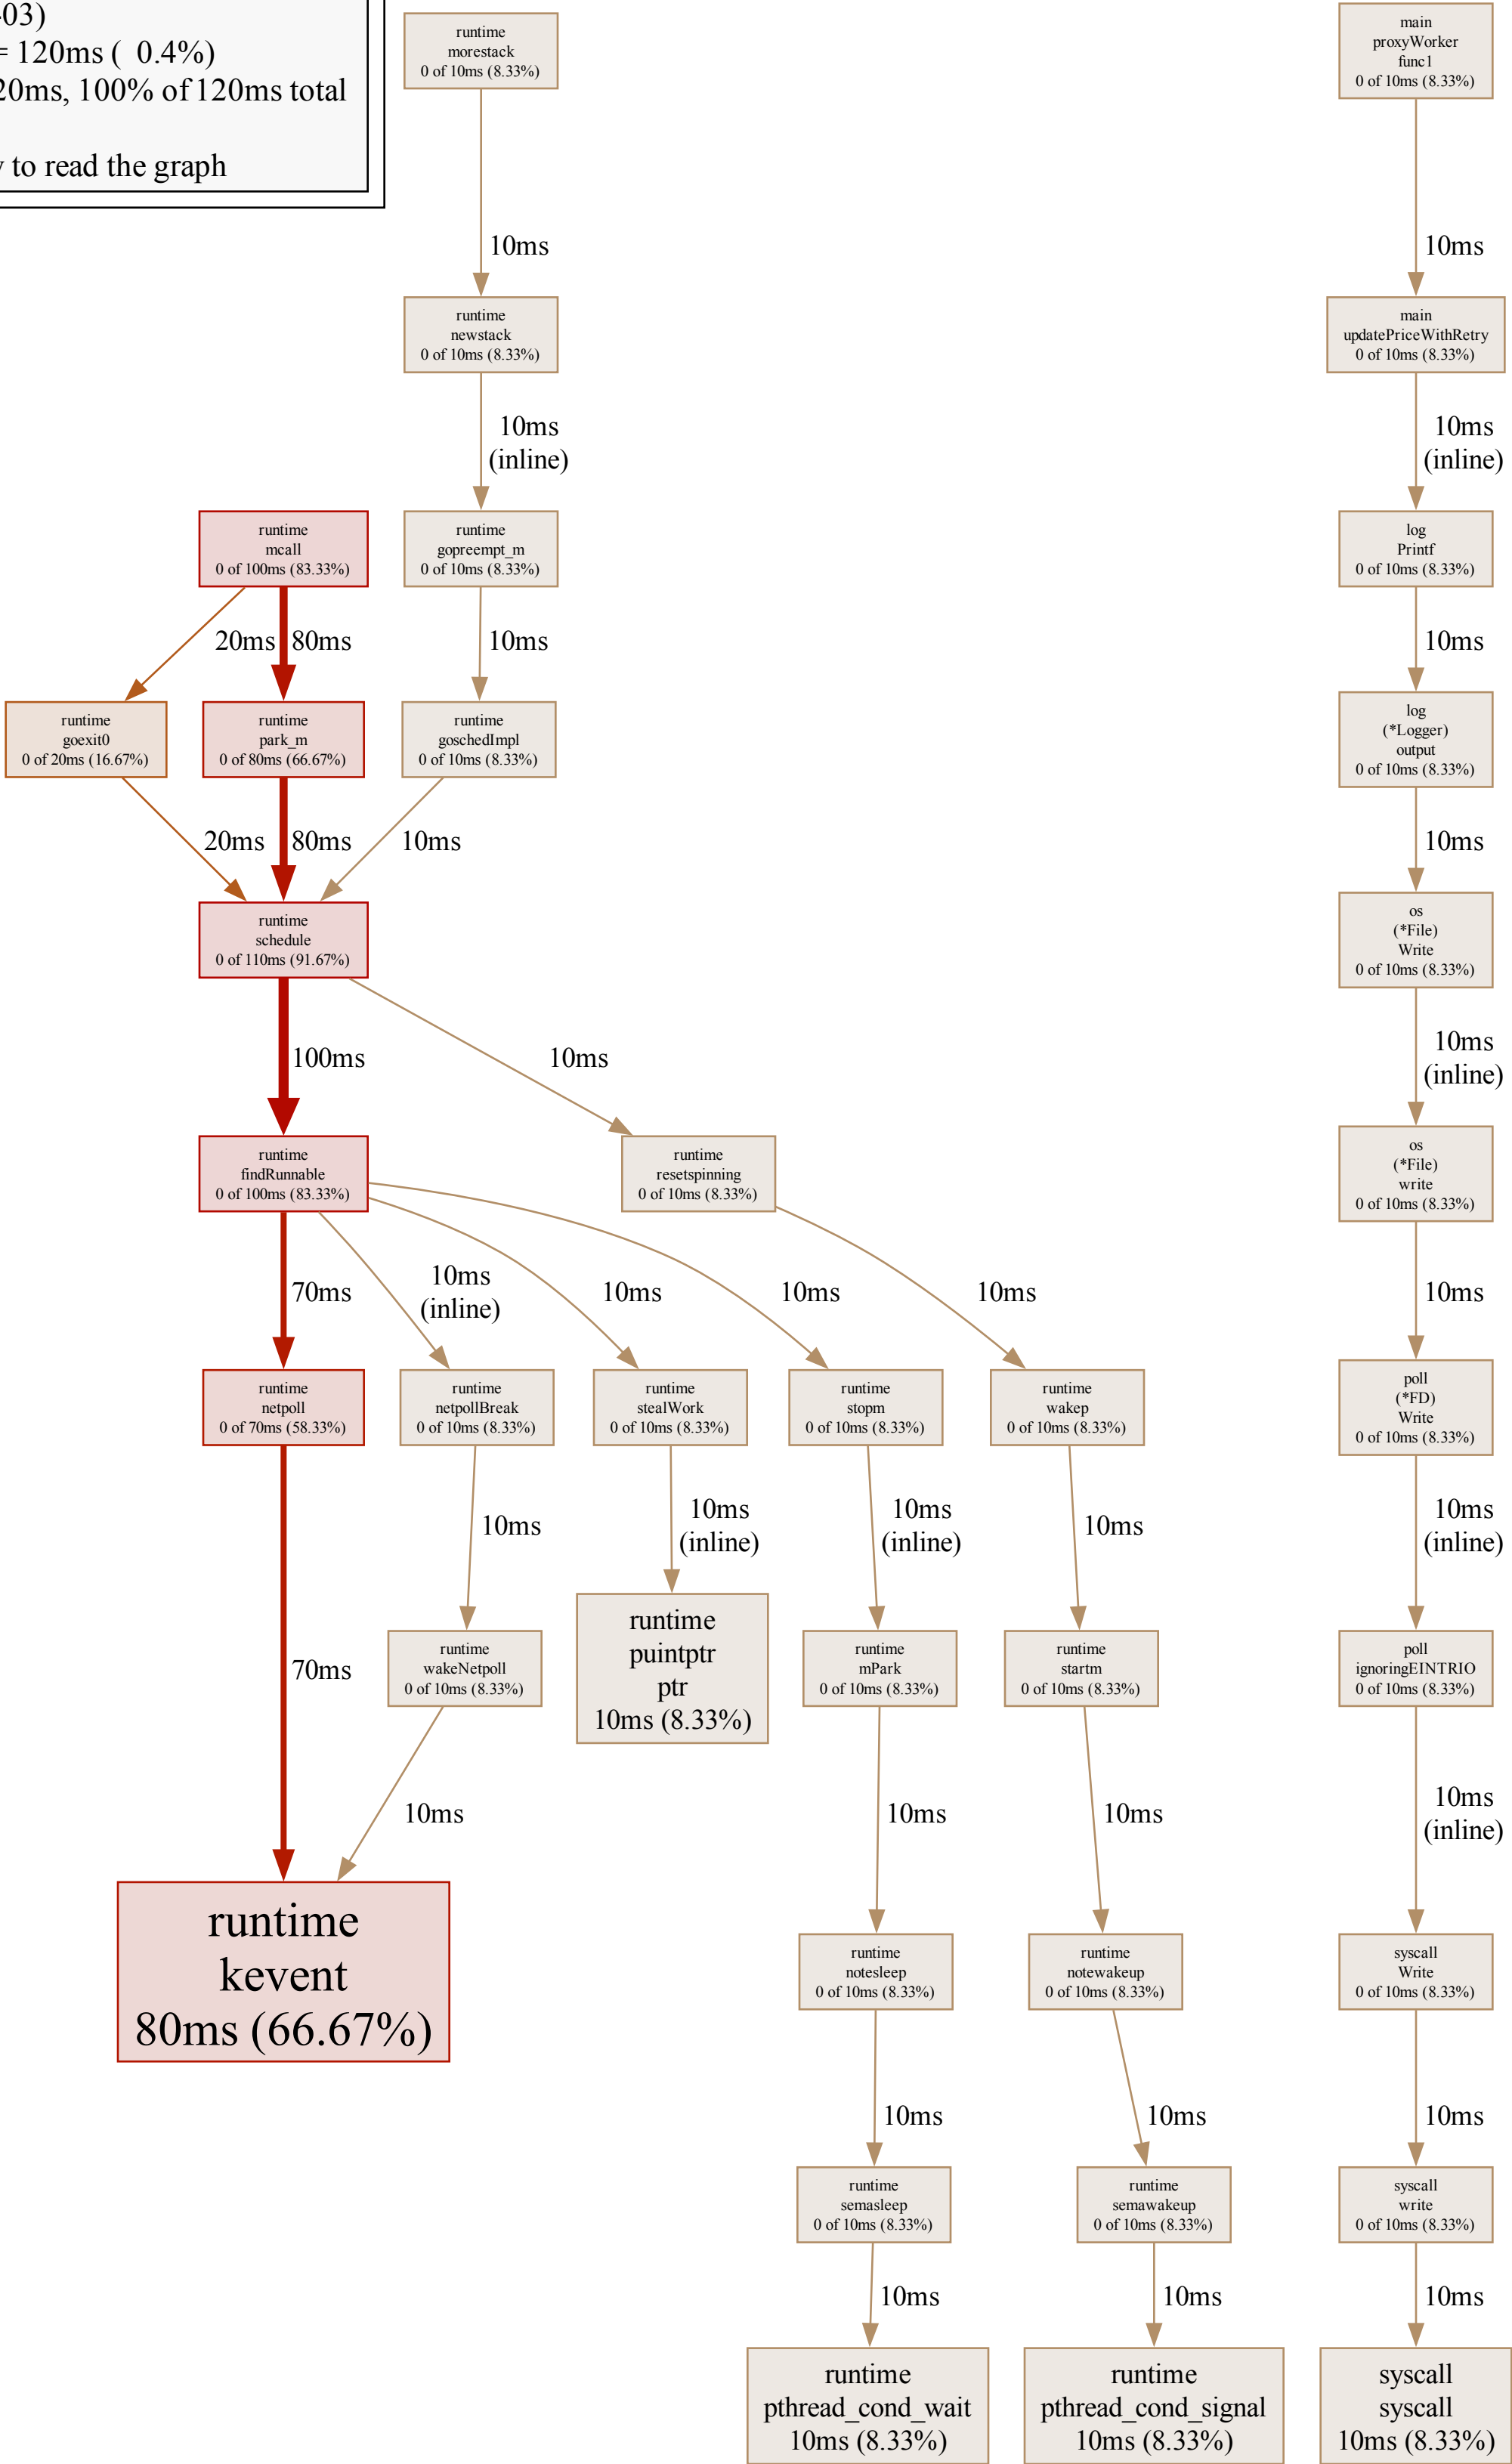 03)
= 120ms ( 0.4%)
20ms, 100% of 120ms total
to read the graph
runtime
morestack
0 of 10ms (8.33%)
main
proxyWorker
func1
0 of 10ms (8.33%)
10ms
10ms
runtime
newstack
0 of 10ms (8.33%)
main
updatePriceWithRetry
0 of 10ms (8.33%)
10ms
(inline)
10ms
(inline)
runtime
mcall
0 of 100ms (83.33%)
runtime
gopreempt_m
0 of 10ms (8.33%)
log
Printf
0 of 10ms (8.33%)
20ms
80ms
10ms
10ms
runtime
goexit0
0 of 20ms (16.67%)
runtime
park_m
0 of 80ms (66.67%)
runtime
goschedImpl
0 of 10ms (8.33%)
log
(*Logger)
output
0 of 10ms (8.33%)
20ms
80ms
10ms
10ms
runtime
schedule
0 of 110ms (91.67%)
os
(*File)
Write
0 of 10ms (8.33%)
100ms
10ms
10ms
(inline)
runtime
findRunnable
0 of 100ms (83.33%)
runtime
resetspinning
0 of 10ms (8.33%)
os
(*File)
write
0 of 10ms (8.33%)
70ms
10ms
(inline)
10ms
10ms
10ms
10ms
runtime
netpoll
0 of 70ms (58.33%)
runtime
netpollBreak
0 of 10ms (8.33%)
runtime
stealWork
0 of 10ms (8.33%)
runtime
stopm
0 of 10ms (8.33%)
runtime
wakep
0 of 10ms (8.33%)
poll
(*FD)
Write
0 of 10ms (8.33%)
10ms
10ms
(inline)
10ms
(inline)
10ms
10ms
(inline)
70ms
runtime
wakeNetpoll
0 of 10ms (8.33%)
runtime
puintptr
ptr
10ms (8.33%)
runtime
mPark
0 of 10ms (8.33%)
runtime
startm
0 of 10ms (8.33%)
poll
ignoringEINTRIO
0 of 10ms (8.33%)
10ms
10ms
10ms
10ms
(inline)
runtime
kevent
80ms (66.67%)
runtime
notesleep
0 of 10ms (8.33%)
runtime
notewakeup
0 of 10ms (8.33%)
syscall
Write
0 of 10ms (8.33%)
10ms
10ms
10ms
runtime
semasleep
0 of 10ms (8.33%)
runtime
semawakeup
0 of 10ms (8.33%)
syscall
write
0 of 10ms (8.33%)
10ms
10ms
10ms
runtime
pthread_cond_wait
10ms (8.33%)
runtime
pthread_cond_signal
10ms (8.33%)
syscall
syscall
10ms (8.33%)